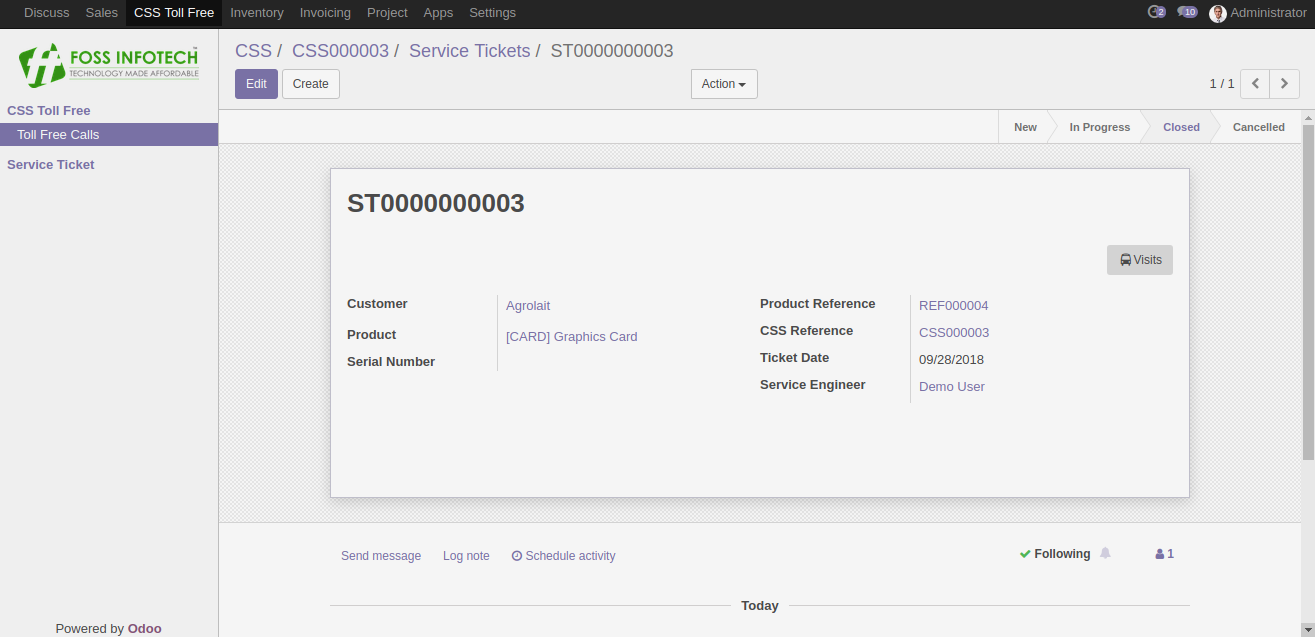 Discuss Sales CSS Toll Free Inventory Invoicing Project Apps Settings 2 10 Administrator
FOSS INFOTECH™
TECHNOLOGY MADE AFFORDABLE
CSS / CSS000003 / Service Tickets / ST0000000003
Edit Create Action 1 / 1
CSS Toll Free
Toll Free Calls
Service Ticket
New In Progress Closed Cancelled
ST0000000003
Visits
Customer Agrolait
Product [CARD] Graphics Card
Serial Number
Product Reference REF000004
CSS Reference CSS000003
Ticket Date 09/28/2018
Service Engineer Demo User
Send message Log note Schedule activity Following 1
Today
Powered by Odoo